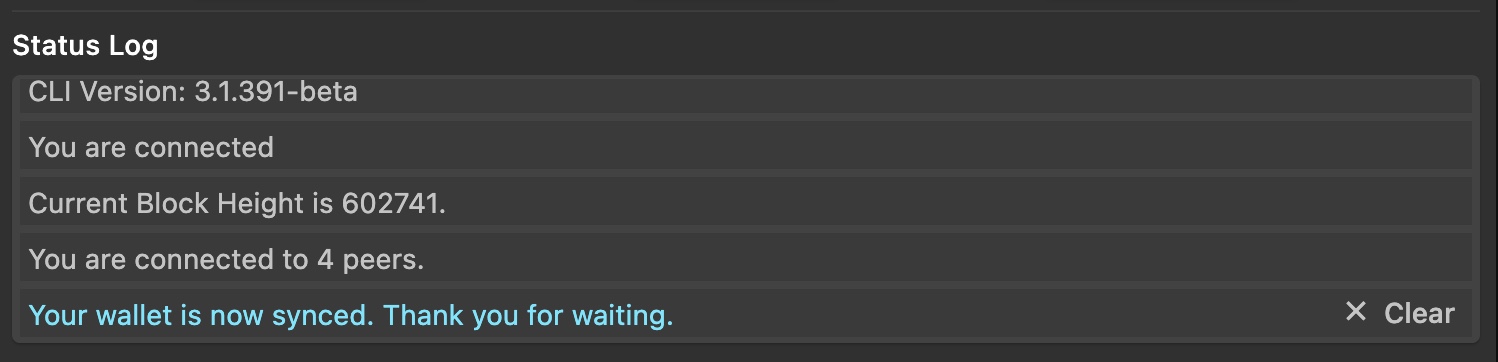 Status Log
CLI Version: 3.1.391-beta
You are connected
Current Block Height is 602741.
You are connected to 4 peers.
Your wallet is now synced. Thank you for waiting.
✕ Clear